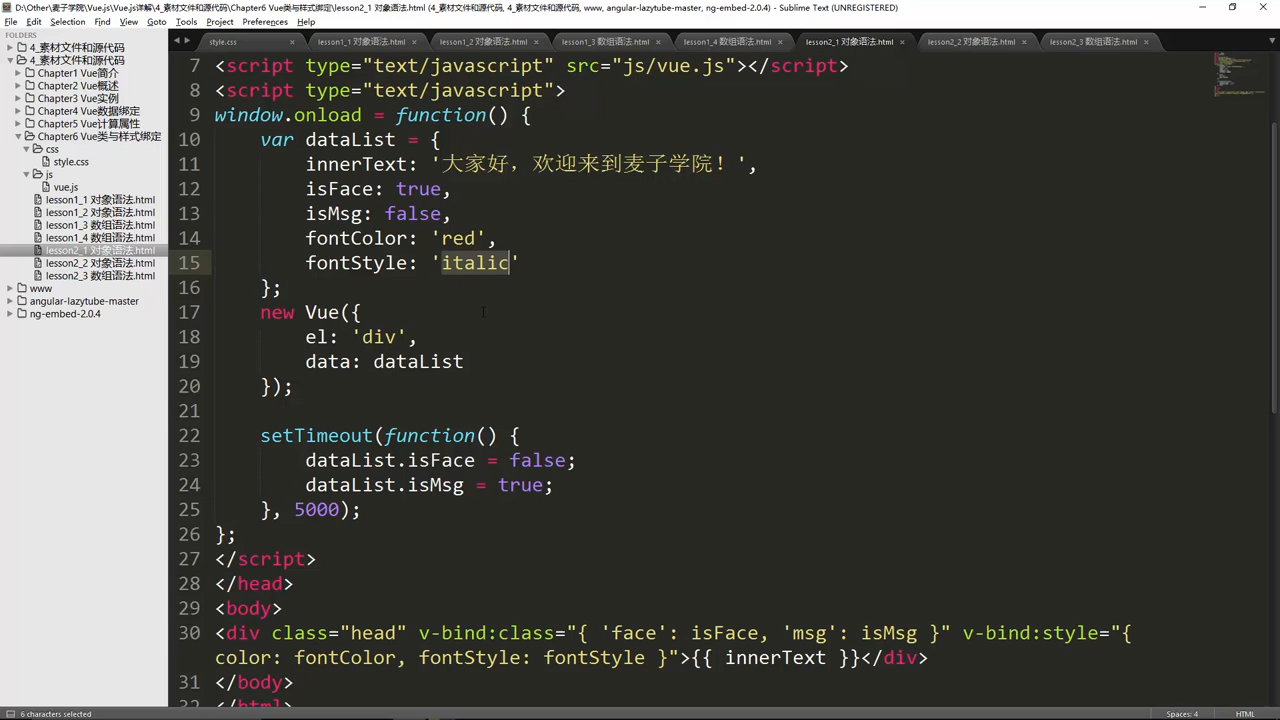 D:\Other\麦子学院\Vue.js\Vue.js详解\4_素材文件和源代码\Chapter6 Vue类与样式绑定\lesson2_1 对象语法.html (4_素材文件和源代码, 4_素材文件和源代码, www, angular-lazytube-master, ng-embed-2.0.4) - Sublime Text (UNREGISTERED)
File Edit Selection Find View Goto Tools Project Preferences Help
FOLDERS
4_素材文件和源代码
4_素材文件和源代码
Chapter1 Vue简介
Chapter2 Vue概述
Chapter3 Vue实例
Chapter4 Vue数据绑定
Chapter5 Vue计算属性
Chapter6 Vue类与样式绑定
css
style.css
js
vue.js
lesson1_1 对象语法.html
lesson1_2 对象语法.html
lesson1_3 数组语法.html
lesson1_4 数组语法.html
lesson2_1 对象语法.html
lesson2_2 对象语法.html
lesson2_3 数组语法.html
www
angular-lazytube-master
ng-embed-2.0.4
style.css × lesson1_1 对象语法.html × lesson1_2 对象语法.html × lesson1_3 数组语法.html × lesson1_4 数组语法.html × lesson2_1 对象语法.html × lesson2_2 对象语法.html × lesson2_3 数组语法.html ×
7 <script type="text/javascript" src="js/vue.js"></script>
8 <script type="text/javascript">
9 window.onload = function() {
10 var dataList = {
11 innerText: '大家好，欢迎来到麦子学院！',
12 isFace: true,
13 isMsg: false,
14 fontColor: 'red',
15 fontStyle: 'italic'
16 };
17 new Vue({
18 el: 'div',
19 data: dataList
20 });
21
22 setTimeout(function() {
23 dataList.isFace = false;
24 dataList.isMsg = true;
25 }, 5000);
26 };
27 </script>
28 </head>
29 <body>
30 <div class="head" v-bind:class="{ 'face': isFace, 'msg': isMsg }" v-bind:style="{
color: fontColor, fontStyle: fontStyle }">{{ innerText }}</div>
31 </body>
32 </html>
6 characters selected
Spaces: 4 HTML